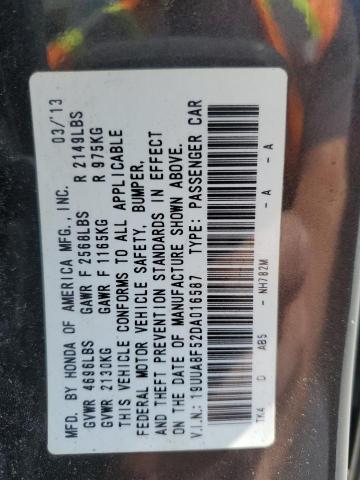 MFD. BY HONDA OF AMERICA MFG., INC. 03/'13
GVWR 4696LBS GAWR F 2568LBS R 2149LBS
GVWR 2130KG GAWR F 1165KG R 975KG
THIS VEHICLE CONFORMS TO ALL APPLICABLE
FEDERAL MOTOR VEHICLE SAFETY, BUMPER,
AND THEFT PREVENTION STANDARDS IN EFFECT
ON THE DATE OF MANUFACTURE SHOWN ABOVE.
V.I.N.: 19UUA8F52DA016587 TYPE: PASSENGER CAR
TK4 D AB5 - NH782M - A - A